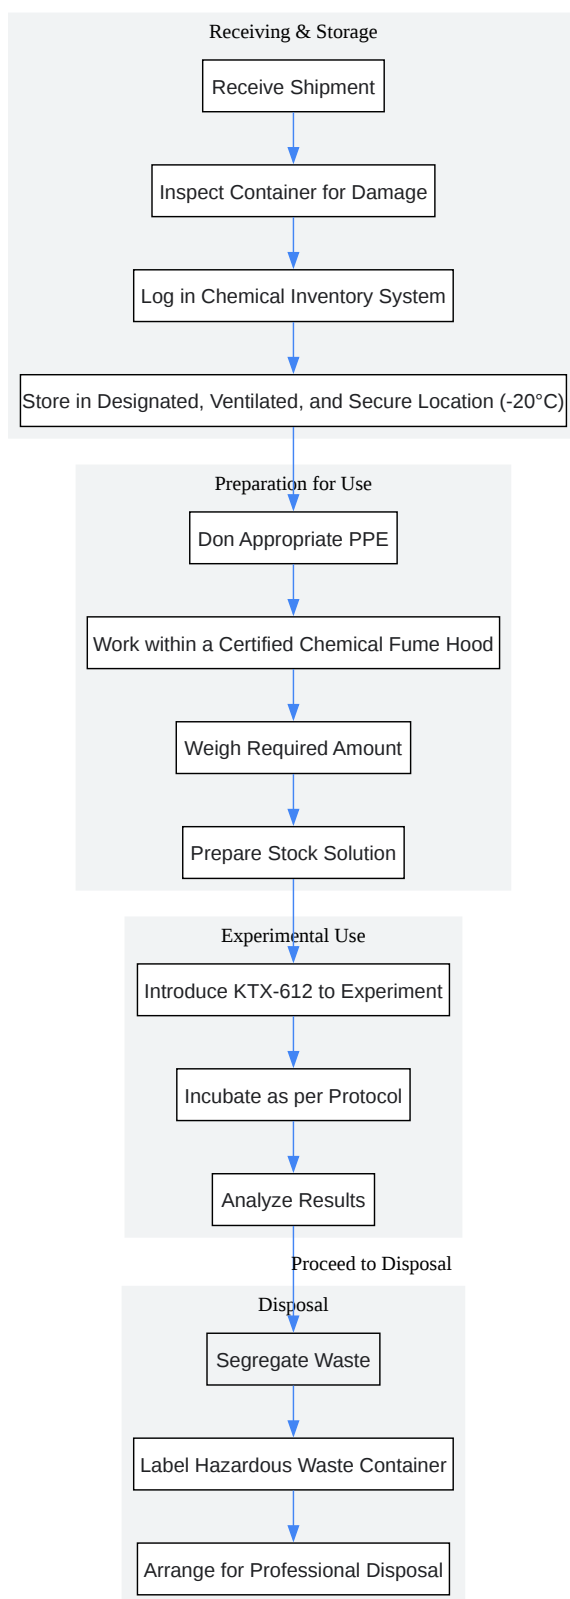 Receiving & Storage
Receive Shipment
Inspect Container for Damage
Log in Chemical Inventory System
Store in Designated, Ventilated, and Secure Location (-20°C)
Preparation for Use
Don Appropriate PPE
Work within a Certified Chemical Fume Hood
Weigh Required Amount
Prepare Stock Solution
Experimental Use
Introduce KTX-612 to Experiment
Incubate as per Protocol
Analyze Results
Proceed to Disposal
Disposal
Segregate Waste
Label Hazardous Waste Container
Arrange for Professional Disposal